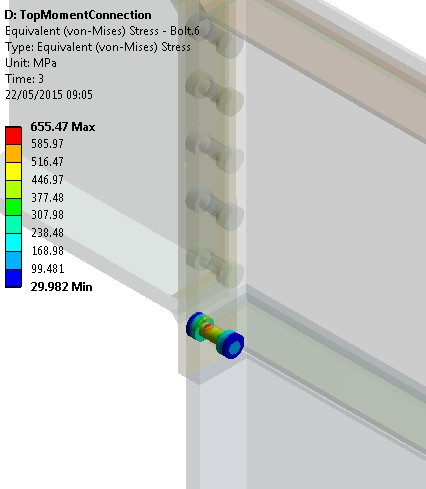 D: TopMomentConnection
Equivalent (von-Mises) Stress - Bolt.6
Type: Equivalent (von-Mises) Stress
Unit: MPa
Time: 3
22/05/2015 09:05
655.47 Max
585.97
516.47
446.97
377.48
307.98
238.48
168.98
99.481
29.982 Min